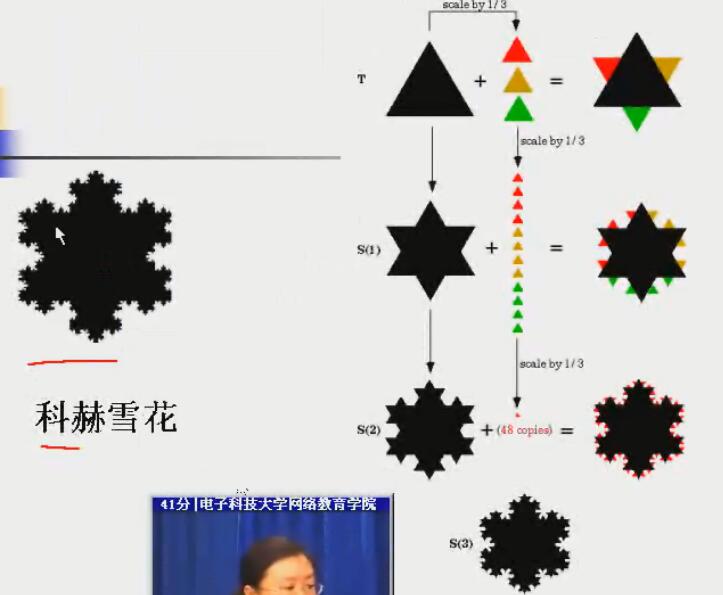 scale by 1/3
T + =
scale by 1/3
S(1) + =
scale by 1/3
科赫雪花
S(2) + (48 copies) =
41分|电子科技大学网络教育学院
S(3)